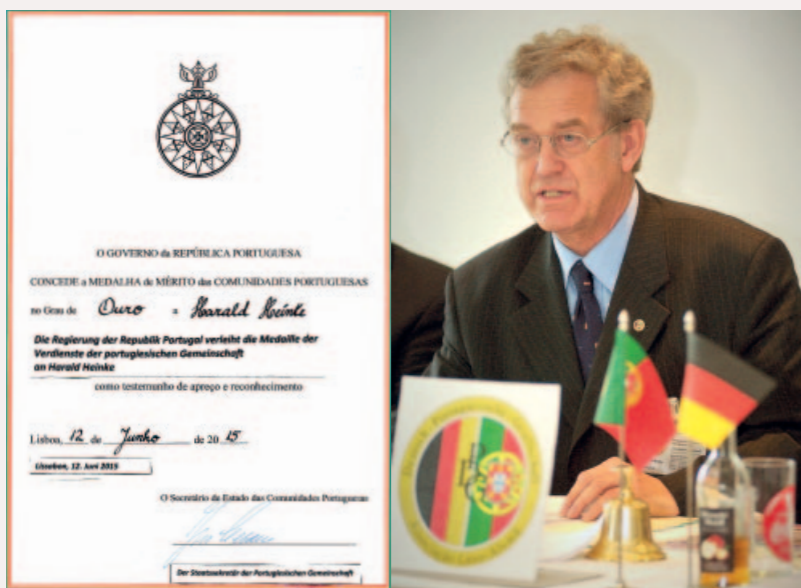 O GOVERNO da REPÚBLICA PORTUGUESA
CONCEDE a MEDALHA de MÉRITO das COMUNIDADES PORTUGUESAS
no Grau de Ouro a Harald Heinke
Die Regierung der Republik Portugal verleiht die Medaille der
Verdienste der portugiesischen Gemeinschaft
an Harald Heinke
como testemunho de apreço e reconhecimento
Lisboa, 12 de Junho de 20 15
Lissabon, 12. Juni 2015
O Secretário de Estado das Comunidades Portuguesas
Der Staatssekretär der Portugiesischen Gemeinschaft